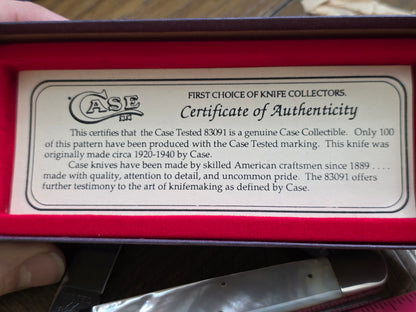 CASE
FIRST CHOICE OF KNIFE COLLECTORS.
Certificate of Authenticity
This certifies that the Case Tested 83091 is a genuine Case Collectible. Only 100
of this pattern have been produced with the Case Tested marking. This knife was
originally made circa 1920-1940 by Case.
Case knives have been made by skilled American craftsmen since 1889 . . . .
made with quality, attention to detail, and uncommon pride. The 83091 offers
further testimony to the art of knifemaking as defined by Case.